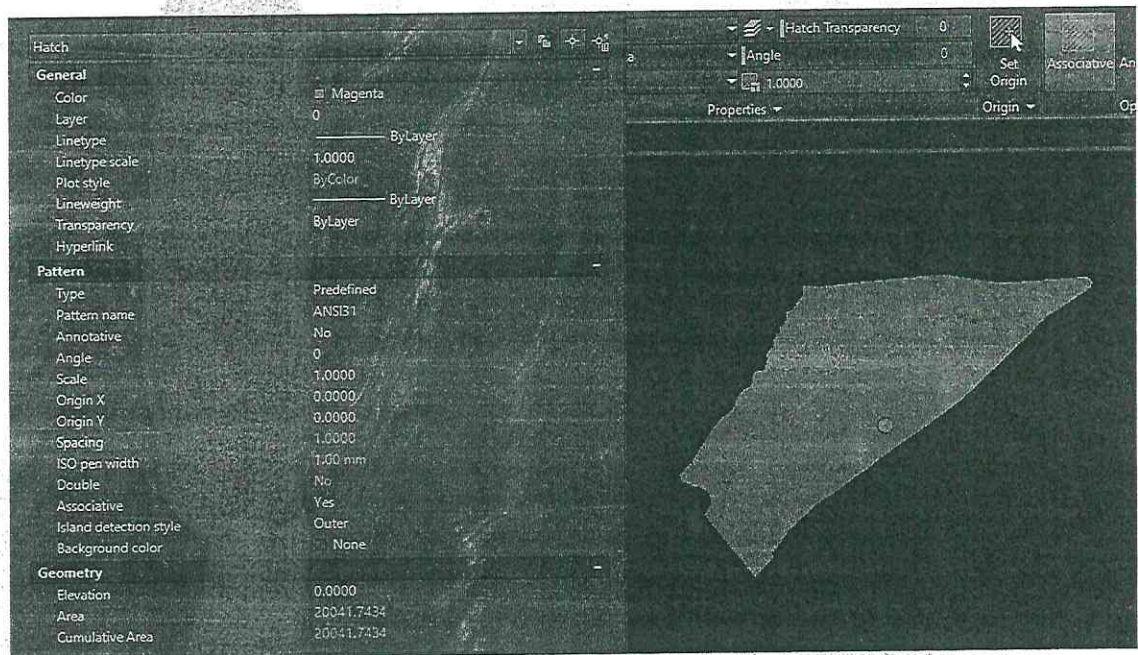 Hatch
General
Color Magenta
Layer 0
Linetype ByLayer
Linetype scale 1.0000
Plot style ByColor
Lineweight ByLayer
Transparency ByLayer
Hyperlink
Pattern
Type Predefined
Pattern name ANSI31
Annotative No
Angle 0
Scale 1.0000
Origin X 0.0000
Origin Y 0.0000
Spacing 1.0000
ISO pen width 1.00 mm
Double No
Associative Yes
Island detection style Outer
Background color None
Geometry
Elevation 0.0000
Area 20041.7434
Cumulative Area 20041.7434
Hatch Transparency 0
a Angle 0
1.0000
Properties
Set
Origin
Origin
Associative An
Op